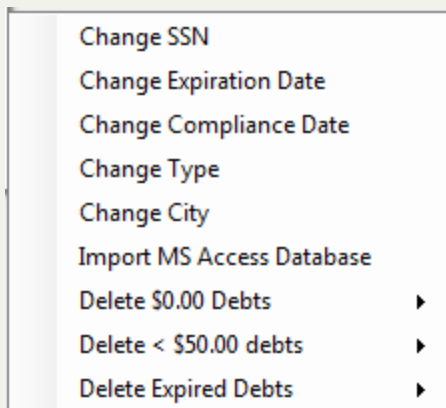 Change SSN
Change Expiration Date
Change Compliance Date
Change Type
Change City
Import MS Access Database
Delete $0.00 Debts
Delete < $50.00 debts
Delete Expired Debts